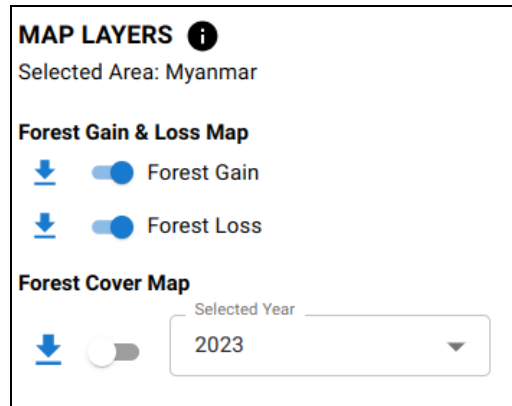 MAP LAYERS
Selected Area: Myanmar
Forest Gain & Loss Map
Forest Gain
Forest Loss
Forest Cover Map
Selected Year
2023